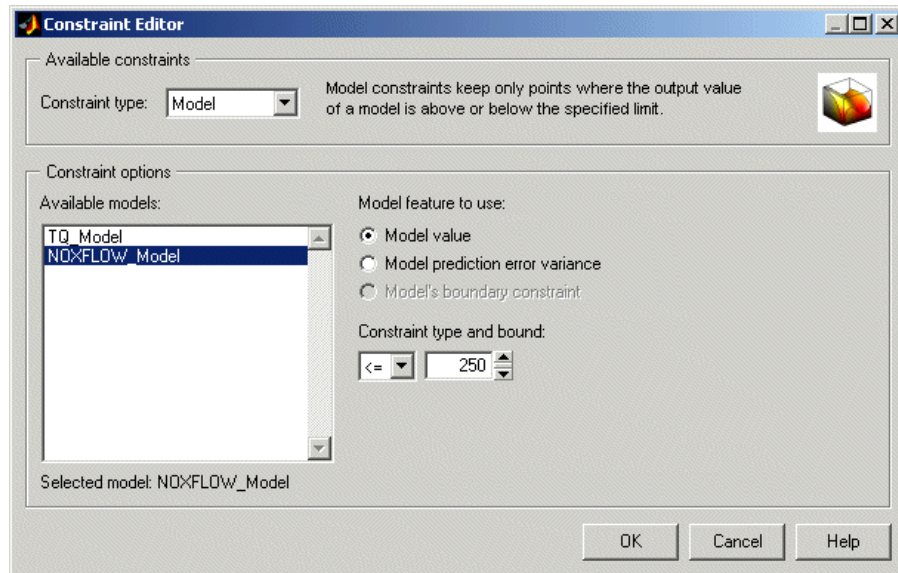 Constraint Editor
Available constraints
Constraint type: Model
Model constraints keep only points where the output value
of a model is above or below the specified limit.
Constraint options
Available models:
TQ_Model
NOXFLOW_Model
Selected model: NOXFLOW_Model
Model feature to use:
Model value
Model prediction error variance
Model's boundary constraint
Constraint type and bound:
<= 250
OK Cancel Help